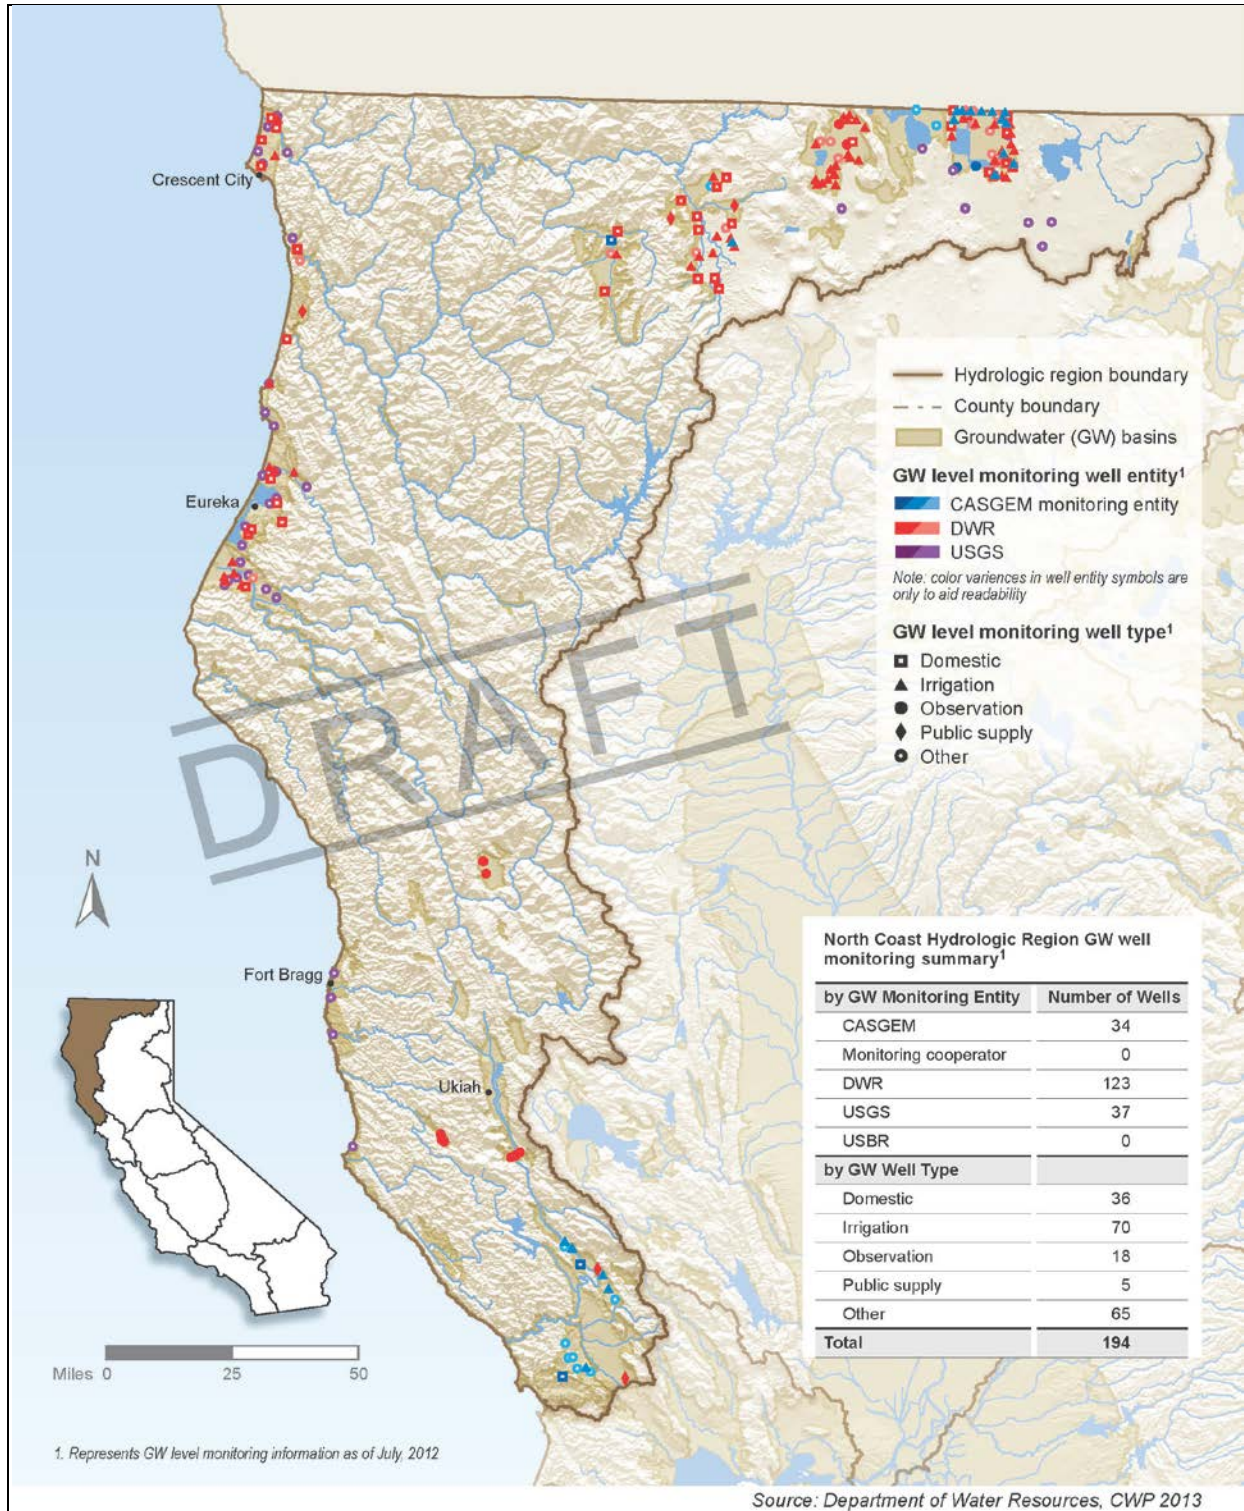 Crescent City
Eureka
Fort Bragg
Ukiah
DRAFT
N
Hydrologic region boundary
County boundary
Groundwater (GW) basins
GW level monitoring well entity¹
CASGEM monitoring entity
DWR
USGS
Note: color variances in well entity symbols are
only to aid readability
GW level monitoring well type¹
Domestic
Irrigation
Observation
Public supply
Other
North Coast Hydrologic Region GW well
monitoring summary¹
by GW Monitoring Entity Number of Wells
CASGEM 34
Monitoring cooperator 0
DWR 123
USGS 37
USBR 0
by GW Well Type
Domestic 36
Irrigation 70
Observation 18
Public supply 5
Other 65
Total 194
Miles 0 25 50
1. Represents GW level monitoring information as of July, 2012
Source: Department of Water Resources, CWP 2013